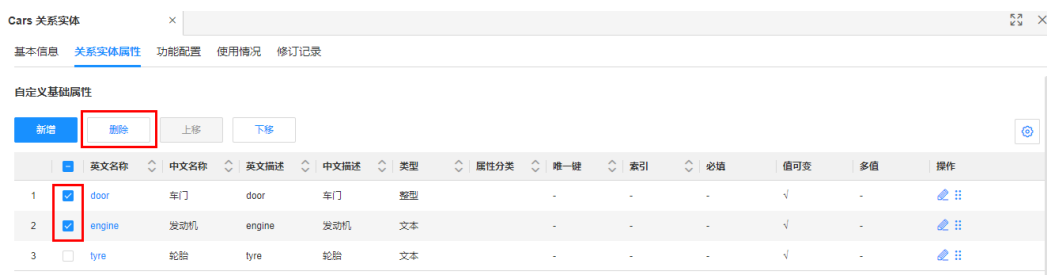 Cars 关系实体 ×
基本信息 关系实体属性 功能配置 使用情况 修订记录
自定义基础属性
新增 删除 上移 下移
英文名称 中文名称 英文描述 中文描述 类型 属性分类 唯一键 索引 必填 值可变 多值 操作
1 door 车门 door 车门 整型 - - - √ -
2 engine 发动机 engine 发动机 文本 - - - √ -
3 tyre 轮胎 tyre 轮胎 文本 - - - √ -